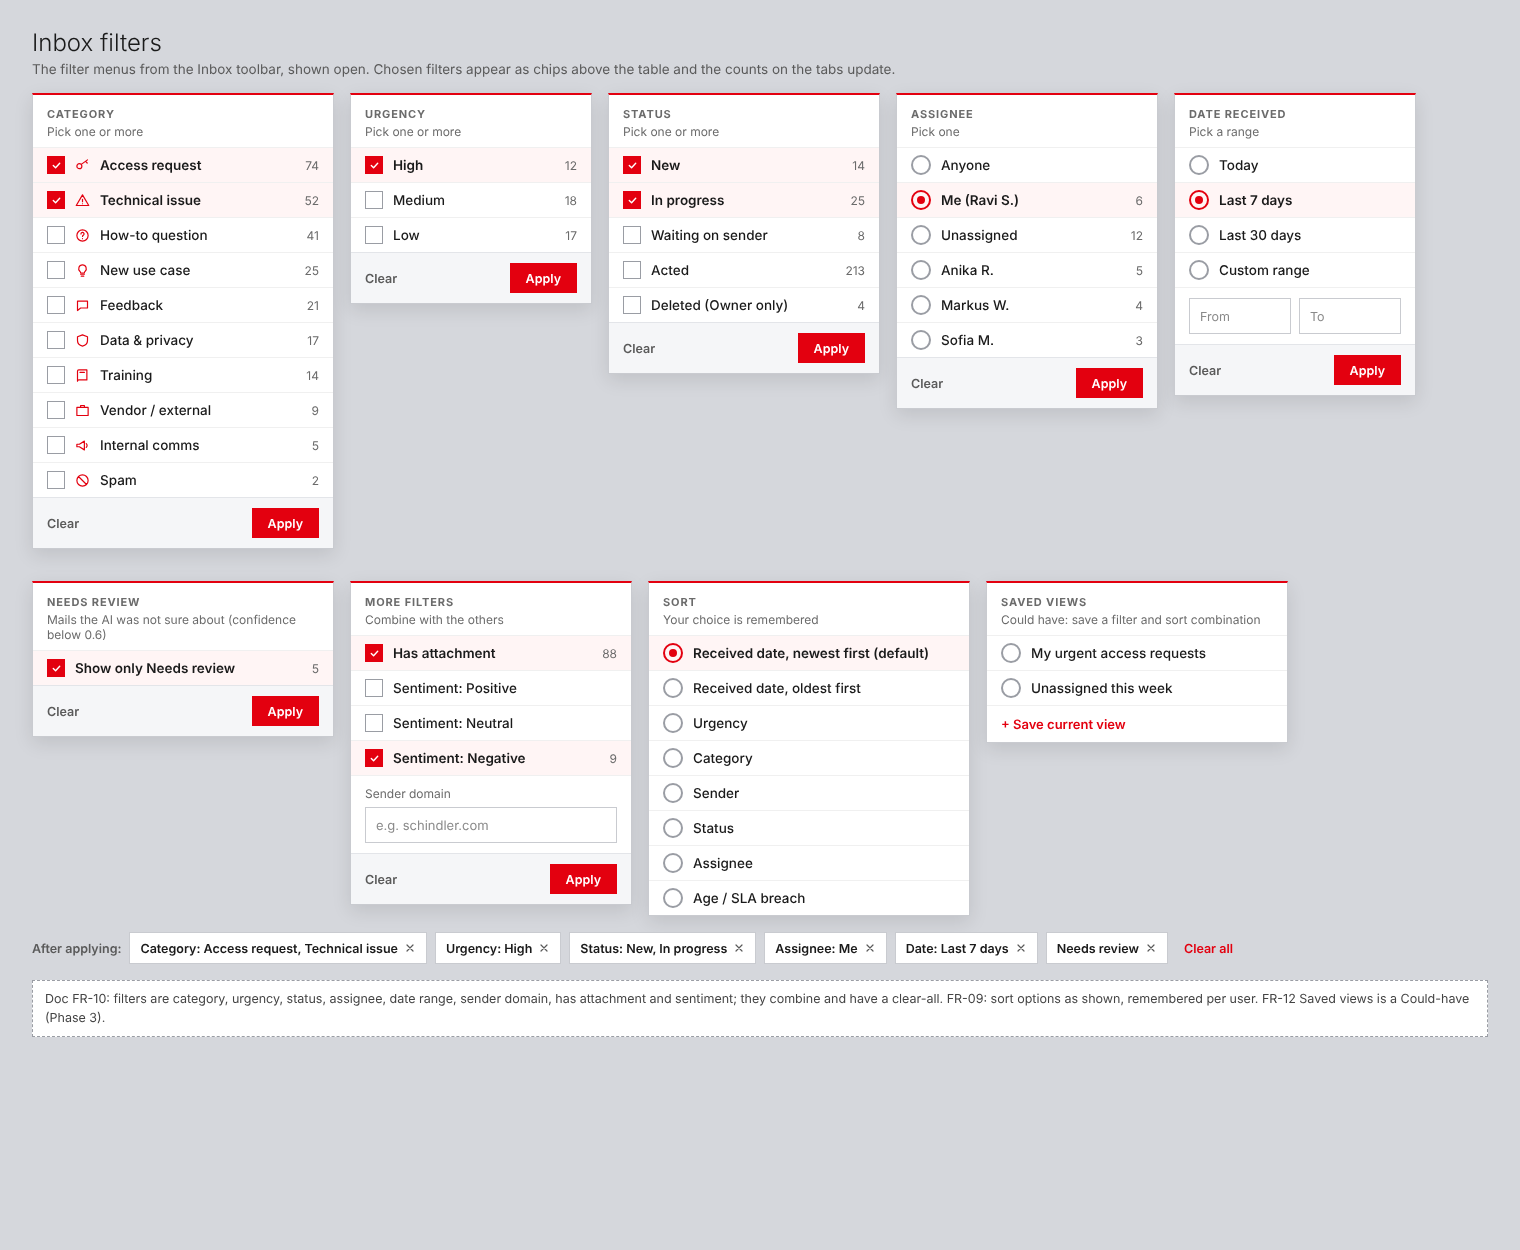 Inbox filters
The filter menus from the Inbox toolbar, shown open. Chosen filters appear as chips above the table and the counts on the tabs update.
CATEGORY
Pick one or more
Access request 74
Technical issue 52
How-to question 41
New use case 25
Feedback 21
Data & privacy 17
Training 14
Vendor / external 9
Internal comms 5
Spam 2
Clear Apply
URGENCY
Pick one or more
High 12
Medium 18
Low 17
Clear Apply
STATUS
Pick one or more
New 14
In progress 25
Waiting on sender 8
Acted 213
Deleted (Owner only) 4
Clear Apply
ASSIGNEE
Pick one
Anyone
Me (Ravi S.) 6
Unassigned 12
Anika R. 5
Markus W. 4
Sofia M. 3
Clear Apply
DATE RECEIVED
Pick a range
Today
Last 7 days
Last 30 days
Custom range
From To
Clear Apply
NEEDS REVIEW
Mails the AI was not sure about (confidence
below 0.6)
Show only Needs review 5
Clear Apply
MORE FILTERS
Combine with the others
Has attachment 88
Sentiment: Positive
Sentiment: Neutral
Sentiment: Negative 9
Sender domain
e.g. schindler.com
Clear Apply
SORT
Your choice is remembered
Received date, newest first (default)
Received date, oldest first
Urgency
Category
Sender
Status
Assignee
Age / SLA breach
SAVED VIEWS
Could have: save a filter and sort combination
My urgent access requests
Unassigned this week
+ Save current view
After applying: Category: Access request, Technical issue × Urgency: High × Status: New, In progress × Assignee: Me × Date: Last 7 days × Needs review × Clear all
Doc FR-10: filters are category, urgency, status, assignee, date range, sender domain, has attachment and sentiment; they combine and have a clear-all. FR-09: sort options as shown, remembered per user. FR-12 Saved views is a Could-have
(Phase 3).